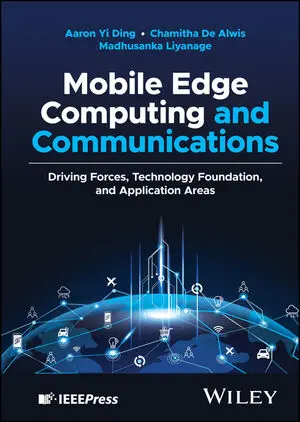 Aaron Yi Ding • Chamitha De Alwis
Madhusanka Liyanage
Mobile Edge
Computing and
Communications
Driving Forces, Technology Foundation,
and Application Areas
IEEE Press
WILEY